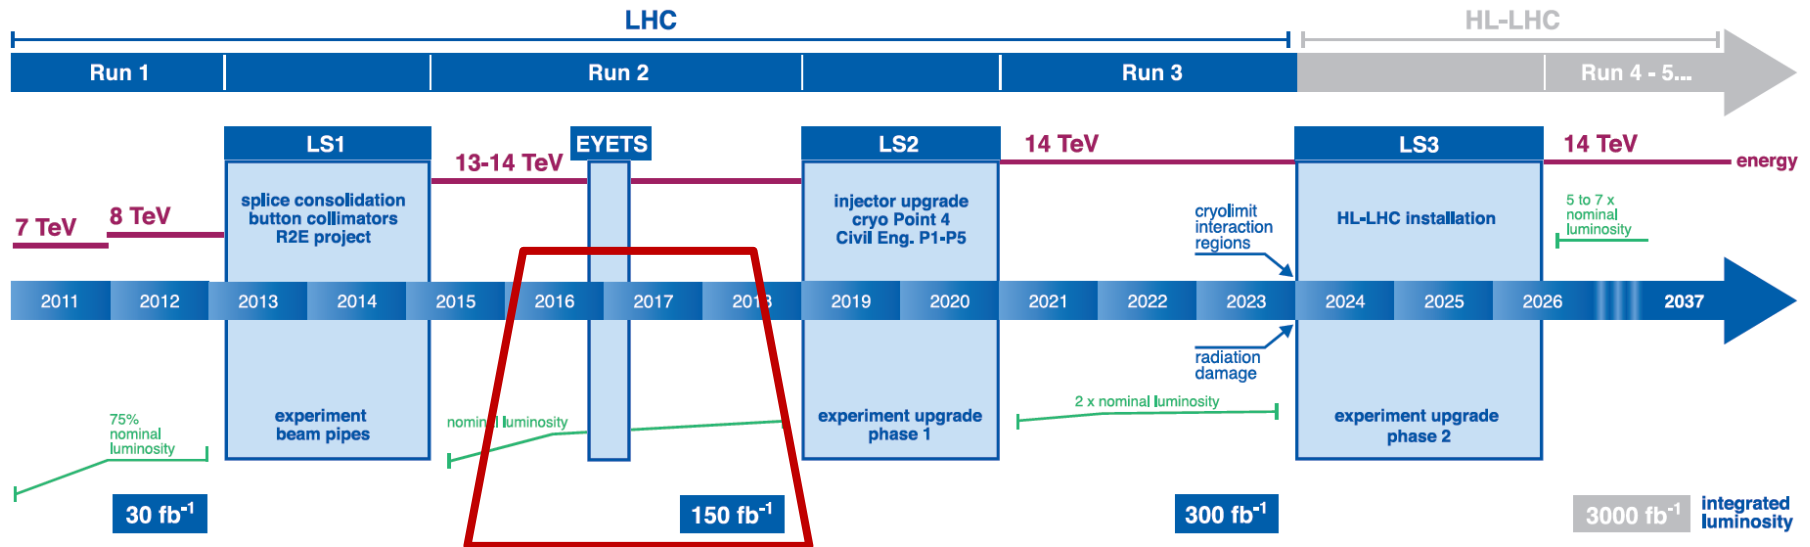 LHC
HL-LHC
Run 1
Run 2
Run 3
Run 4 - 5...
LS1
EYETS
LS2
14 TeV
LS3
14 TeV
energy
13-14 TeV
7 TeV
8 TeV
splice consolidation
button collimators
R2E project
injector upgrade
cryo Point 4
Civil Eng. P1-P5
cryolimit
interaction
regions
HL-LHC installation
5 to 7 x
nominal
luminosity
2011
2012
2013
2014
2015
2016
2017
2018
2019
2020
2021
2022
2023
2024
2025
2026
2037
radiation
damage
75%
nominal
luminosity
experiment
beam pipes
nominal luminosity
experiment upgrade
phase 1
2 x nominal luminosity
experiment upgrade
phase 2
30 fb⁻¹
150 fb⁻¹
300 fb⁻¹
3000 fb⁻¹
integrated
luminosity